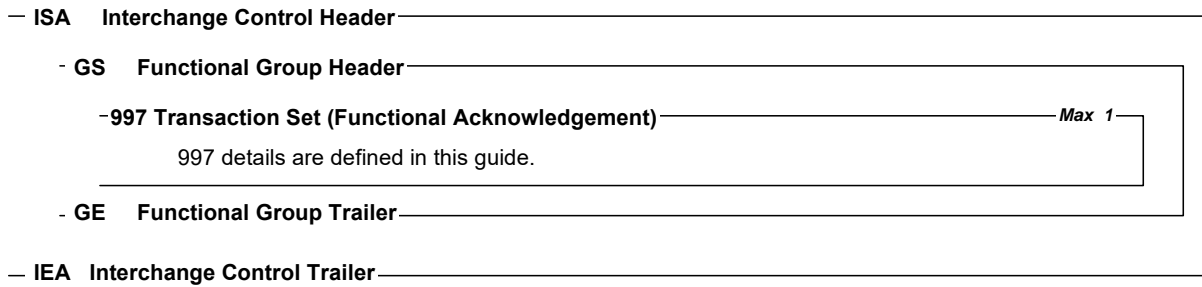 ISA Interchange Control Header
GS Functional Group Header
997 Transaction Set (Functional Acknowledgement) Max 1
997 details are defined in this guide.
GE Functional Group Trailer
IEA Interchange Control Trailer